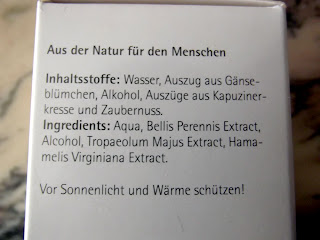 Aus der Natur für den Menschen
Inhaltsstoffe: Wasser, Auszug aus Gänse-
blümchen, Alkohol, Auszüge aus Kapuziner-
kresse und Zaubernuss.
Ingredients: Aqua, Bellis Perennis Extract,
Alcohol, Tropaeolum Majus Extract, Hama-
melis Virginiana Extract.
Vor Sonnenlicht und Wärme schützen!